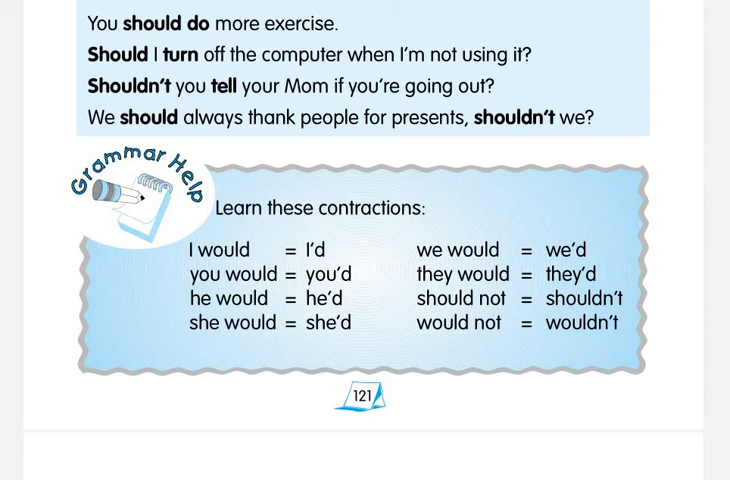 You should do more exercise.
Should I turn off the computer when I'm not using it?
Shouldn't you tell your Mom if you're going out?
We should always thank people for presents, shouldn't we?
Grammar Help
Learn these contractions:
I would = I'd we would = we'd
you would = you'd they would = they'd
he would = he'd should not = shouldn't
she would = she'd would not = wouldn't
121